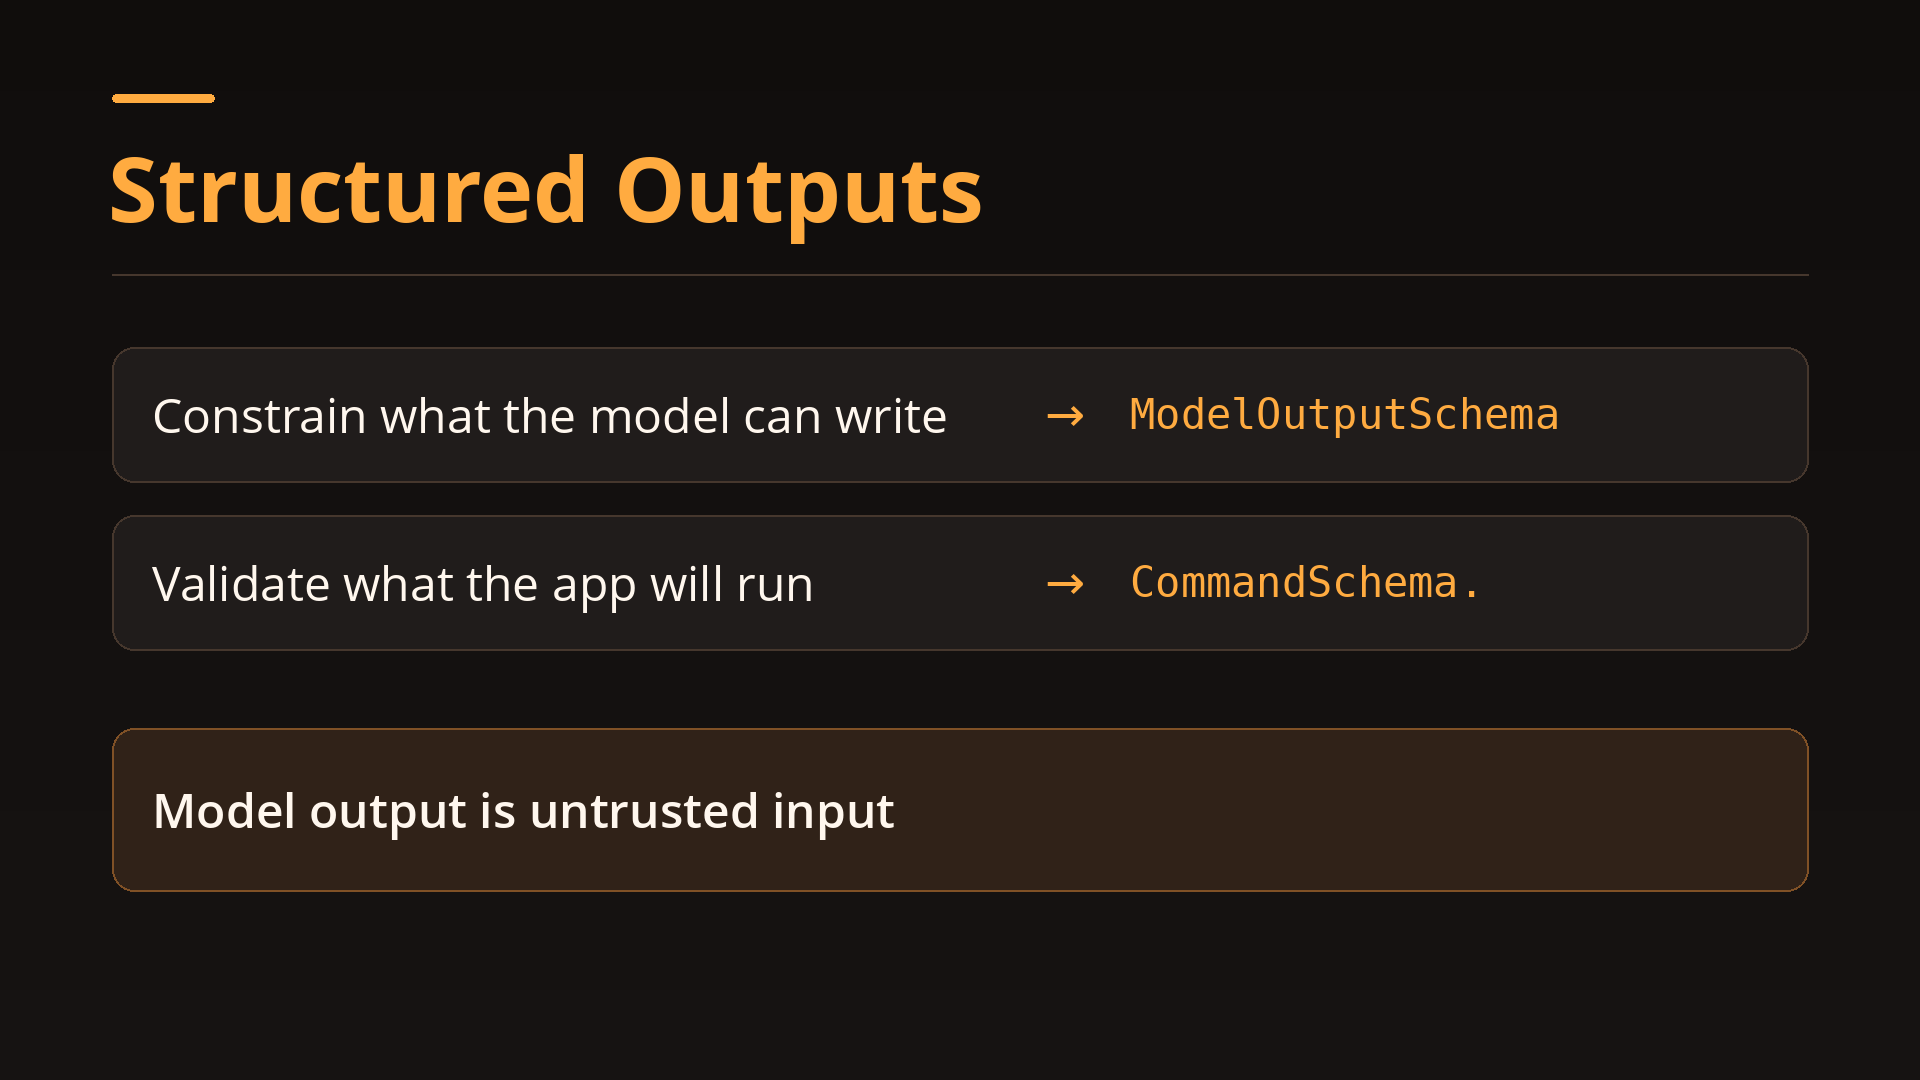 Structured Outputs
Constrain what the model can write → ModelOutputSchema
Validate what the app will run → CommandSchema.
Model output is untrusted input